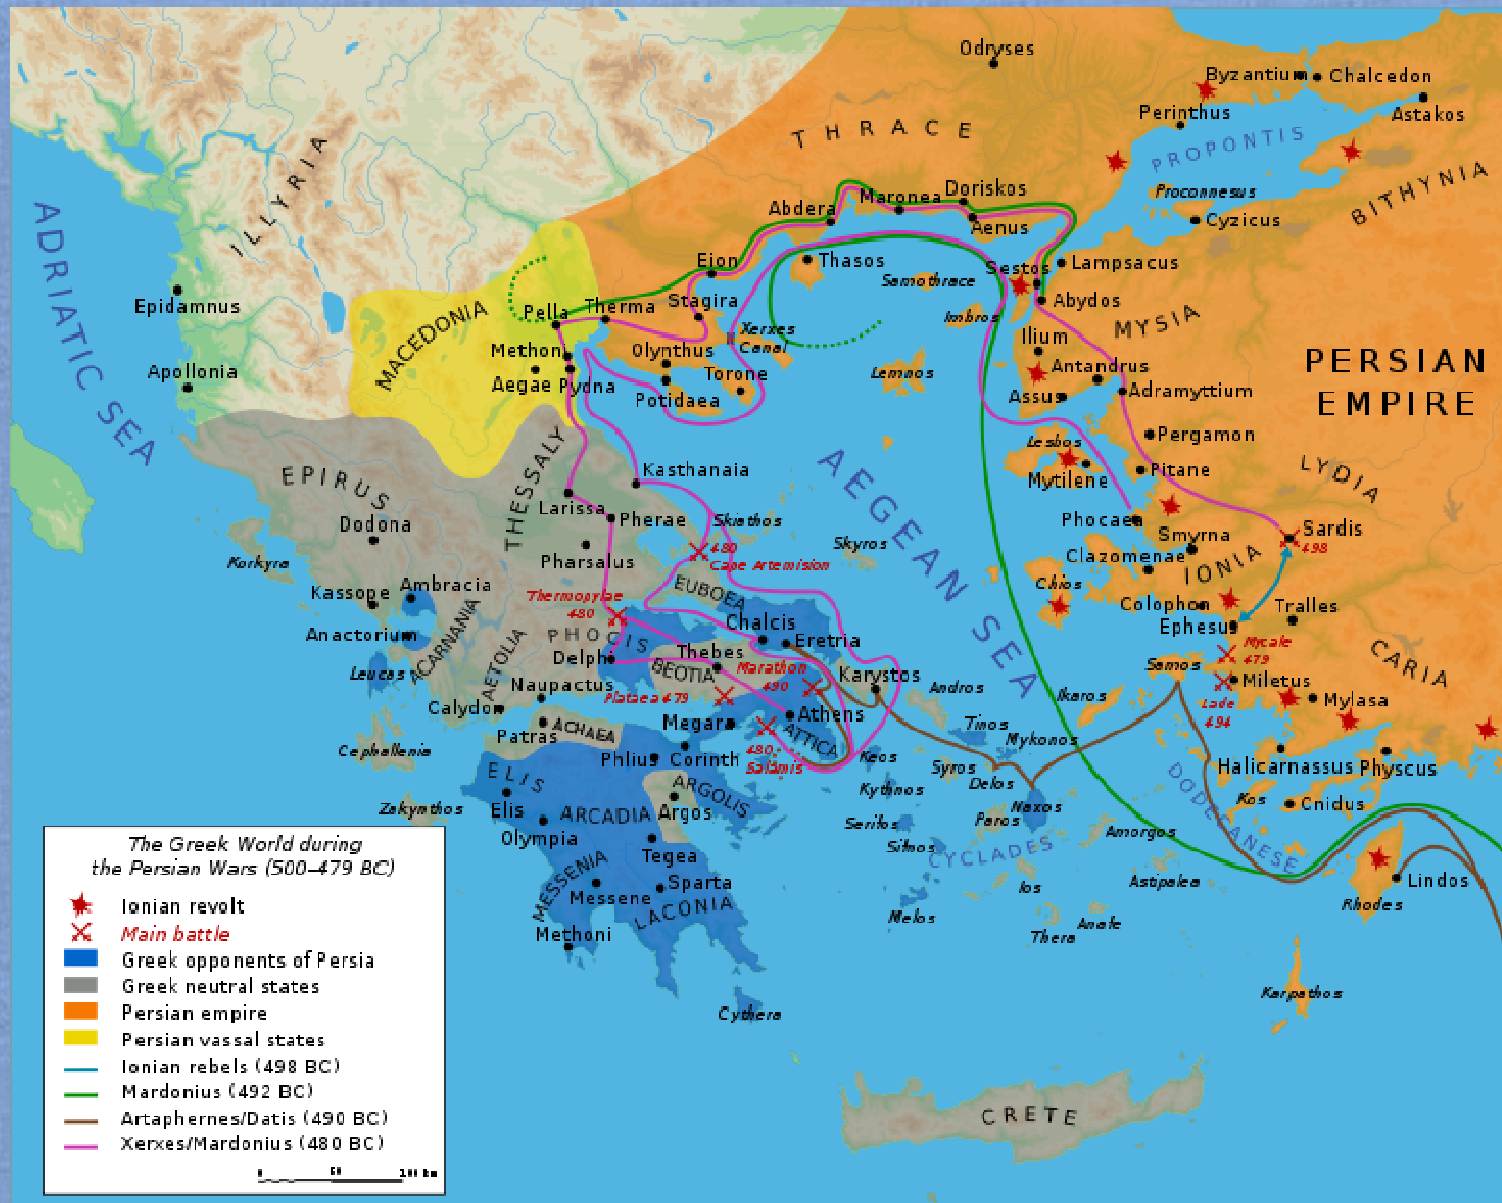 Odryses
Byzantium
Chalcedon
Perinthus
Astakos
THRACE
PROPONTIS
BITHYNIA
Proconnesus
Cyzicus
ILLYRIA
ADRIATIC SEA
Abdera
Maronea
Doriskos
Aenus
Eion
Thasos
Samothrace
Sestos
Lampsacus
Epidamnus
MACEDONIA
Pella
Therma
Stagira
Imbros
Abydos
MYSIA
Xerxes
Canal
Methoni
Olynthus
Ilium
PERSIAN
EMPIRE
Apollonia
Aegae
Pydna
Torone
Lemnos
Antandrus
Potidaea
Assus
Adramyttium
THESSALY
AEGEAN SEA
Lesbos
Pergamon
EPIRUS
Kasthanaia
Mytilene
Pitane
LYDIA
Dodona
Larissa
Pherae
Skiathos
Phocaea
Sardis
498
Korkyra
Pharsalus
480
Cape Artemision
Skyros
Smyrna
Clazomenae
IONIA
Kassope
Ambracia
Thermopylae
480
EUBOEA
Chios
Colophon
Tralles
Anactorium
ACARNANIA
AETOLIA
PHOCIS
Chalcis
Eretria
Ephesus
Delphi
Thebes
BEOTIA
Marathon
490
Karystos
Samos
Mycale
479
CARIA
Leucas
Naupactus
Plataea 479
Andros
Ikaros
Miletus
Lade
494
Mylasa
Calydon
Patras
ACHAEA
Megara
Athens
ATTICA
Tinos
Mykonos
Cephallenia
Phlius
Corinth
480
Salamis
Keos
Syros
Delos
Halicarnassus
Physcus
ELIS
Elis
ARCADIA
ARGOLIS
Argos
Kythnos
Naxos
Paros
DODECANESE
Kos
Cnidus
Zakynthos
Olympia
Serifos
Sifnos
CYCLADES
Amorgos
Tegea
MESSENIA
Messene
Sparta
LACONIA
Ios
Astipalea
Lindos
Rhodes
Methoni
Melos
Thera
Anafe
Cythera
Karpathos
CRETE
The Greek World during
the Persian Wars (500–479 BC)
Ionian revolt
Main battle
Greek opponents of Persia
Greek neutral states
Persian empire
Persian vassal states
Ionian rebels (498 BC)
Mardonius (492 BC)
Artaphernes/Datis (490 BC)
Xerxes/Mardonius (480 BC)